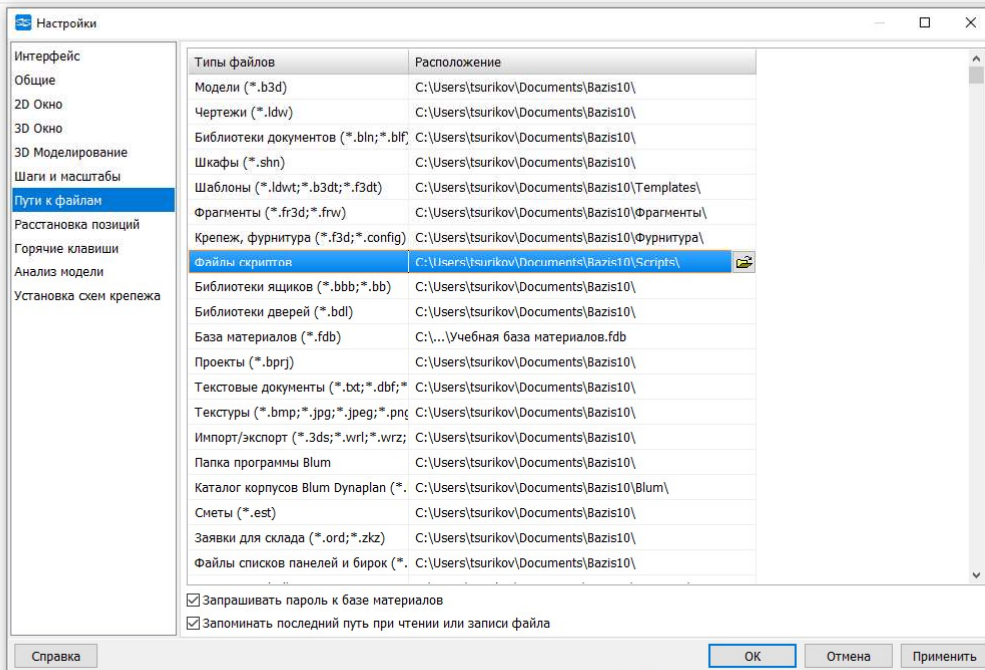 Настройки
Интерфейс
Общие
2D Окно
3D Окно
3D Моделирование
Шаги и масштабы
Пути к файлам
Расстановка позиций
Горячие клавиши
Анализ модели
Установка схем крепежа
Типы файлов Расположение
Модели (*.b3d) C:\Users\tsurikov\Documents\Bazis10\
Чертежи (*.ldw) C:\Users\tsurikov\Documents\Bazis10\
Библиотеки документов (*.bln;*.blf) C:\Users\tsurikov\Documents\Bazis10\
Шкафы (*.shn) C:\Users\tsurikov\Documents\Bazis10\
Шаблоны (*.ldwt;*.b3dt;*.f3dt) C:\Users\tsurikov\Documents\Bazis10\Templates\
Фрагменты (*.fr3d;*.frw) C:\Users\tsurikov\Documents\Bazis10\Фрагменты\
Крепеж, фурнитура (*.f3d;*.config) C:\Users\tsurikov\Documents\Bazis10\Фурнитура\
Файлы скриптов C:\Users\tsurikov\Documents\Bazis10\Scripts\
Библиотеки ящиков (*.bbb;*.bb) C:\Users\tsurikov\Documents\Bazis10\
Библиотеки дверей (*.bdl) C:\Users\tsurikov\Documents\Bazis10\
База материалов (*.fdb) C:\...\Учебная база материалов.fdb
Проекты (*.bprj) C:\Users\tsurikov\Documents\Bazis10\
Текстовые документы (*.txt;*.dbf;* C:\Users\tsurikov\Documents\Bazis10\
Текстуры (*.bmp;*.jpg;*.jpeg;*.png C:\Users\tsurikov\Documents\Bazis10\
Импорт/экспорт (*.3ds;*.wrl;*.wrz; C:\Users\tsurikov\Documents\Bazis10\
Папка программы Blum C:\Users\tsurikov\Documents\Bazis10\
Каталог корпусов Blum Dynaplan (*. C:\Users\tsurikov\Documents\Bazis10\Blum\
Сметы (*.est) C:\Users\tsurikov\Documents\Bazis10\
Заявки для склада (*.ord;*.zkz) C:\Users\tsurikov\Documents\Bazis10\
Файлы списков панелей и бирок (*. C:\Users\tsurikov\Documents\Bazis10\
Запрашивать пароль к базе материалов
Запоминать последний путь при чтении или записи файла
Справка ОК Отмена Применить